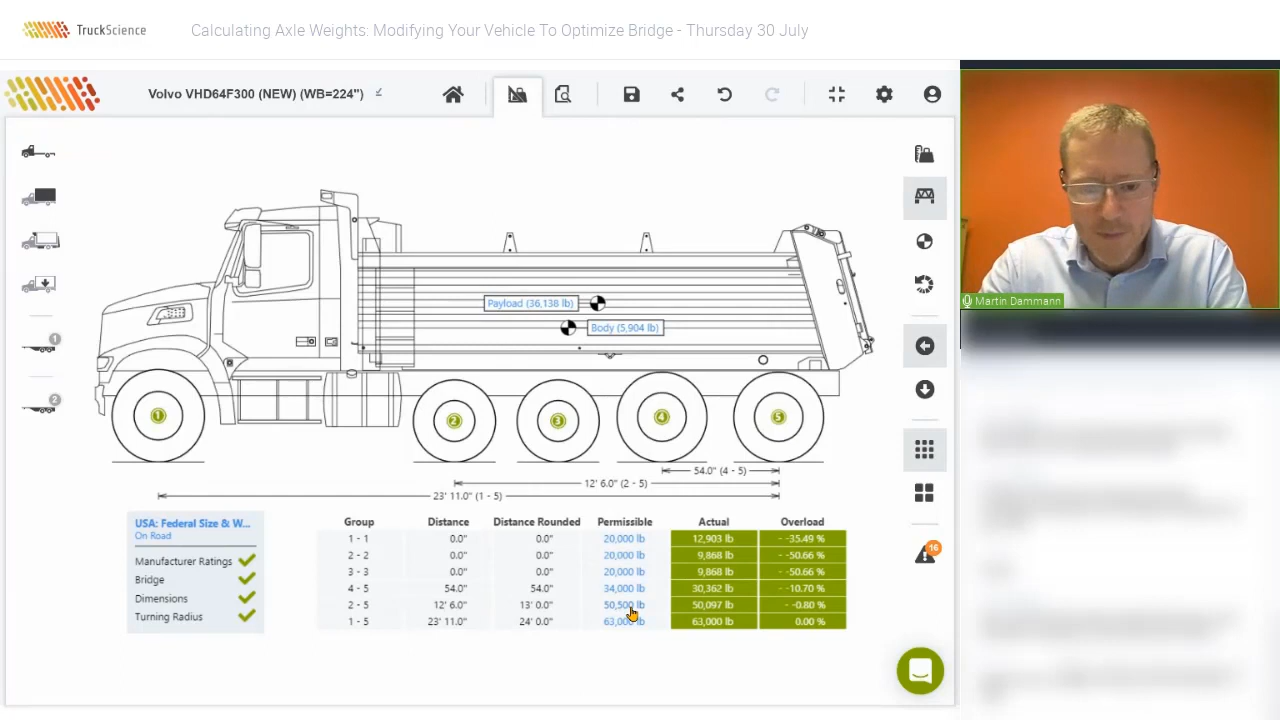 TruckScience
Calculating Axle Weights: Modifying Your Vehicle To Optimize Bridge - Thursday 30 July
Volvo VHD64F300 (NEW) (WB=224")
1
2
Payload (36,138 lb)
Body (5,904 lb)
1
2
3
4
5
54.0" (4 - 5)
12' 6.0" (2 - 5)
23' 11.0" (1 - 5)
USA: Federal Size & W...
On Road
Manufacturer Ratings
Bridge
Dimensions
Turning Radius
Group Distance Distance Rounded Permissible Actual Overload
1 - 1 0.0" 0.0" 20,000 lb 12,903 lb - -35.49 %
2 - 2 0.0" 0.0" 20,000 lb 9,868 lb - -50.66 %
3 - 3 0.0" 0.0" 20,000 lb 9,868 lb - -50.66 %
4 - 5 54.0" 54.0" 34,000 lb 30,362 lb - -10.70 %
2 - 5 12' 6.0" 13' 0.0" 50,500 lb 50,097 lb - -0.80 %
1 - 5 23' 11.0" 24' 0.0" 63,000 lb 63,000 lb 0.00 %
16
Martin Dammann